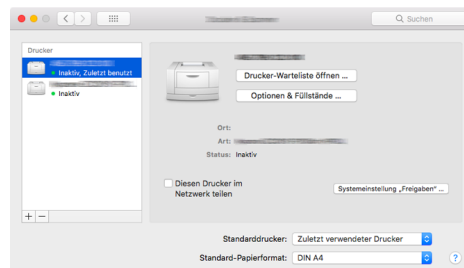 Suchen
Drucker
Inaktiv, Zuletzt benutzt
Inaktiv
Drucker-Warteliste öffnen ...
Optionen & Füllstände ...
Ort:
Art:
Status: Inaktiv
Diesen Drucker im
Netzwerk teilen
Systemeinstellung „Freigaben“ ...
+ −
Standarddrucker: Zuletzt verwendeter Drucker
Standard-Papierformat: DIN A4
?